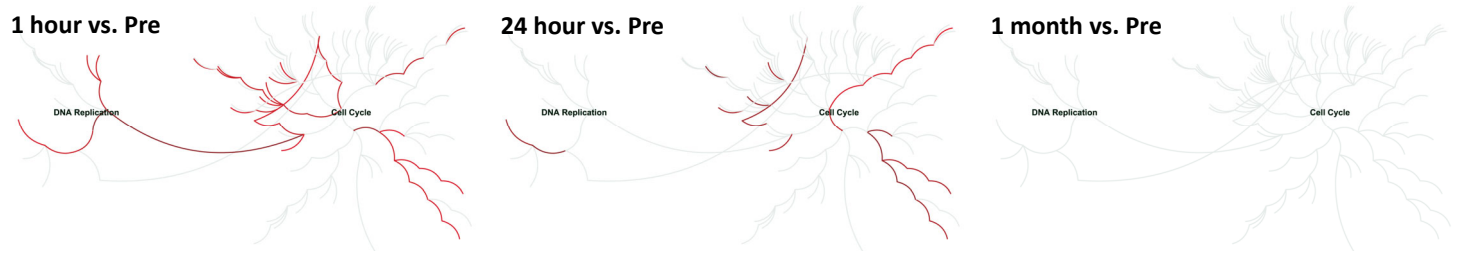 1 hour vs. Pre
DNA Replication
Cell Cycle
24 hour vs. Pre
DNA Replication
Cell Cycle
1 month vs. Pre
DNA Replication
Cell Cycle